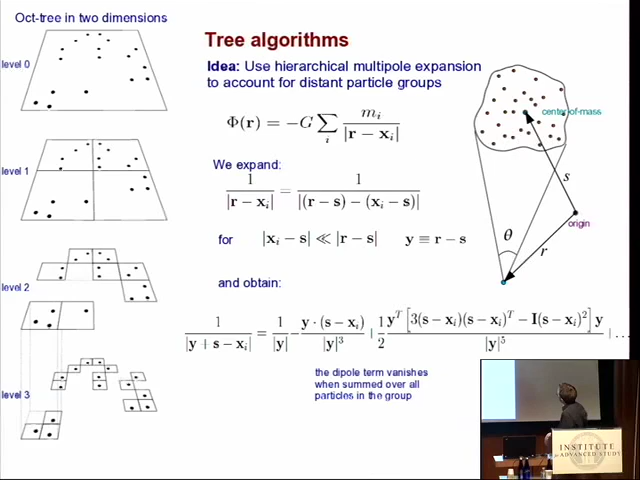 Oct-tree in two dimensions
level 0
level 1
level 2
level 3
Tree algorithms
Idea: Use hierarchical multipole expansion
to account for distant particle groups
Φ(r) = −G ∑_i m_i / |r − x_i|
We expand:
1 / |r − x_i| = 1 / |(r − s) − (x_i − s)|
for |x_i − s| ≪ |r − s| y ≡ r − s
and obtain:
1 / |y + s − x_i| = 1 / |y| − y · (s − x_i) / |y|^3 + 1/2 y^T [3(s − x_i)(s − x_i)^T − I(s − x_i)^2] y / |y|^5 + ...
the dipole term vanishes
when summed over all
particles in the group
center-of-mass
s
origin
θ
r
INSTITUTE
for ADVANCED STUDY